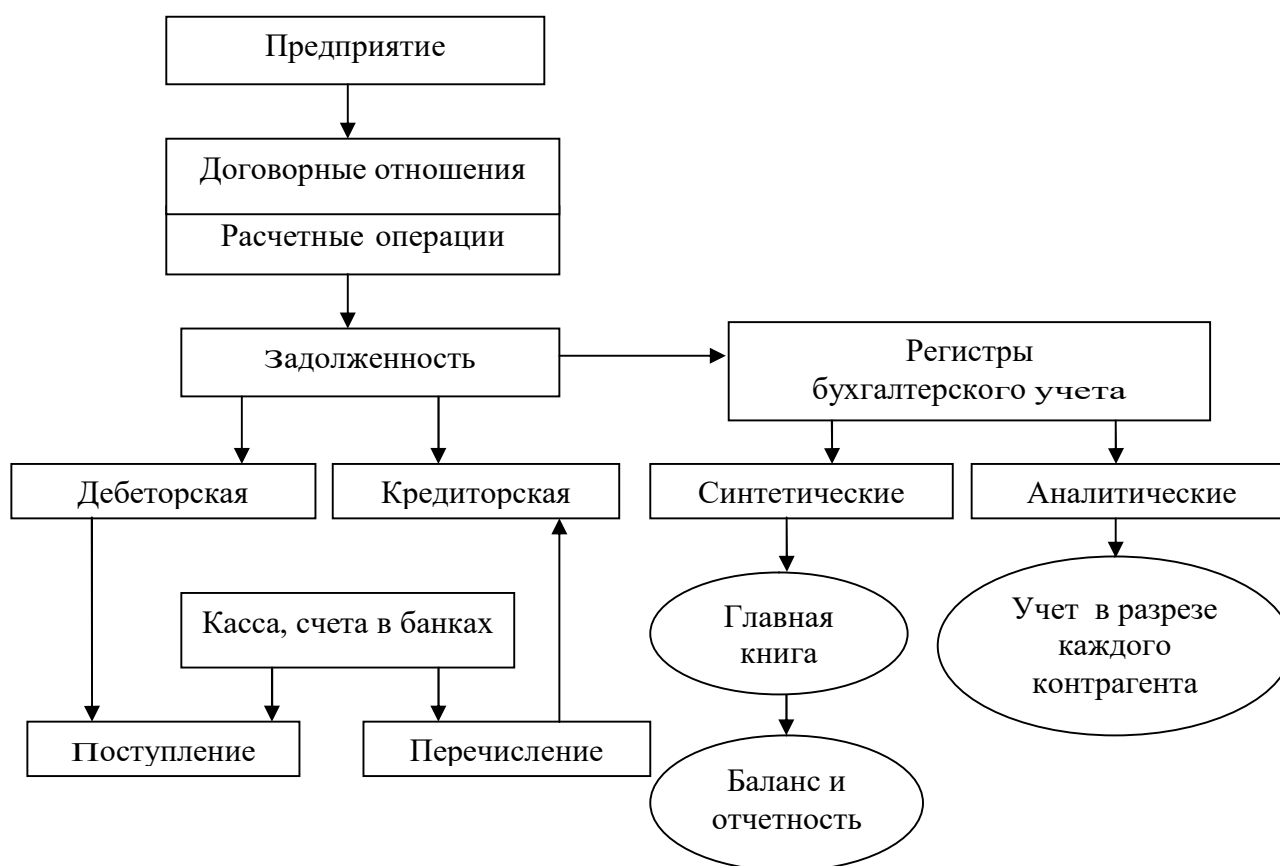 Предприятие
Договорные отношения
Расчетные операции
Задолженность
Регистры
бухгалтерского учета
Дебеторская
Кредиторская
Синтетические
Аналитические
Касса, счета в банках
Главная
книга
Учет в разрезе
каждого
контрагента
Поступление
Перечисление
Баланс и
отчетность